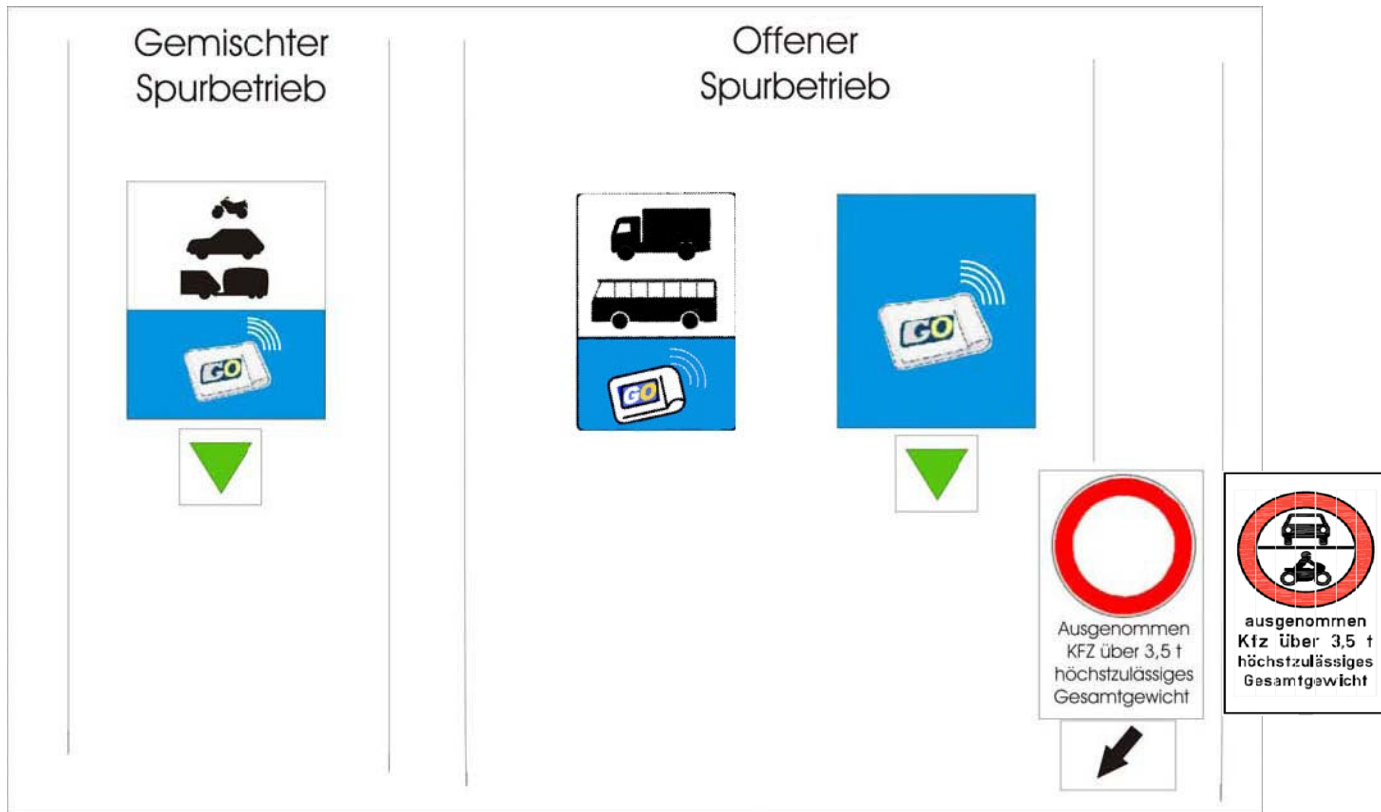 Gemischter
Spurbetrieb
Offener
Spurbetrieb
GO
GO
GO
Ausgenommen
KFZ über 3,5 t
höchstzulässiges
Gesamtgewicht
ausgenommen
Kfz über 3,5 t
höchstzulässiges
Gesamtgewicht